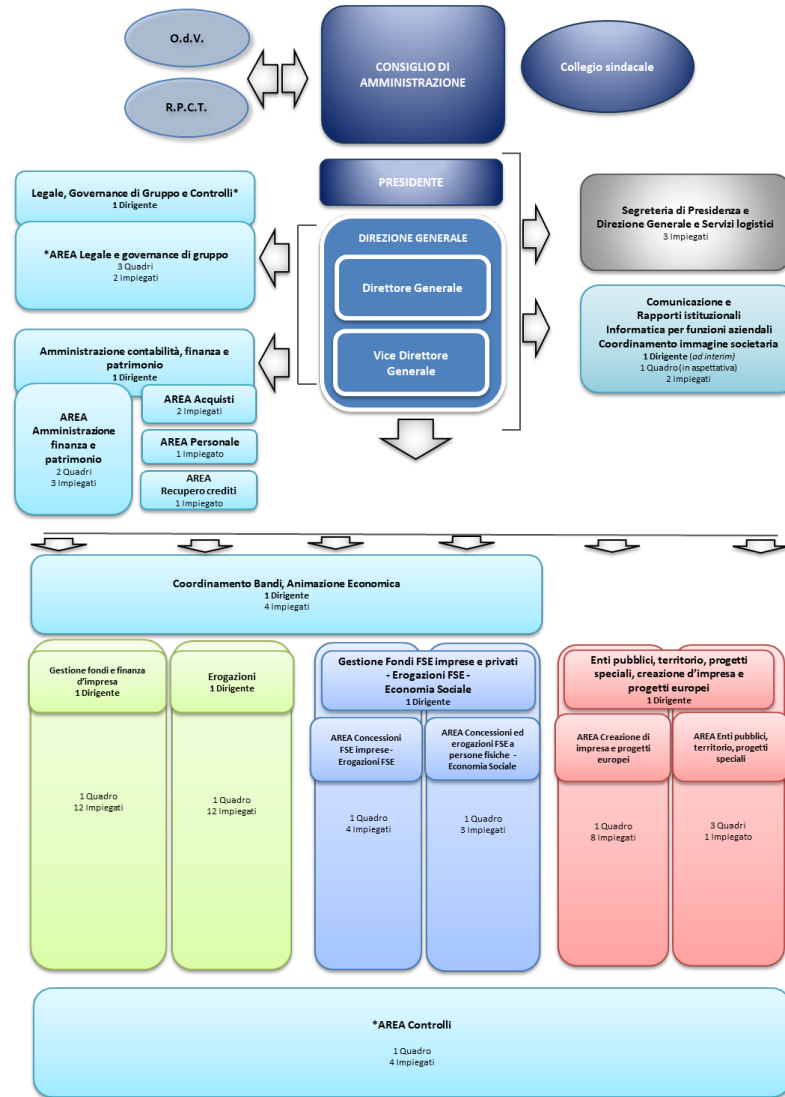 O.d.V.
R.P.C.T.
CONSIGLIO DI
AMMINISTRAZIONE
Collegio sindacale
PRESIDENTE
Legale, Governance di Gruppo e Controlli*
1 Dirigente
*AREA Legale e governance di gruppo
3 Quadri
2 Impiegati
DIREZIONE GENERALE
Direttore Generale
Vice Direttore
Generale
Segreteria di Presidenza e
Direzione Generale e Servizi logistici
3 Impiegati
Comunicazione e
Rapporti istituzionali
Informatica per funzioni aziendali
Coordinamento immagine societaria
1 Dirigente (ad interim)
1 Quadro (in aspettativa)
2 impiegati
Amministrazione contabilità, finanza e
patrimonio
1 Dirigente
AREA
Amministrazione
finanza e
patrimonio
2 Quadri
3 Impiegati
AREA Acquisti
2 Impiegati
AREA Personale
1 Impiegato
AREA
Recupero crediti
1 Impiegato
Coordinamento Bandi, Animazione Economica
1 Dirigente
4 Impiegati
Gestione fondi e finanza
d'impresa
1 Dirigente
1 Quadro
12 Impiegati
Erogazioni
1 Dirigente
1 Quadro
12 Impiegati
Gestione Fondi FSE imprese e privati
- Erogazioni FSE -
Economia Sociale
1 Dirigente
AREA Concessioni
FSE imprese -
Erogazioni FSE
1 Quadro
4 Impiegati
AREA Concessioni ed
erogazioni FSE a
persone fisiche -
Economia Sociale
1 Quadro
3 Impiegati
Enti pubblici, territorio, progetti
speciali, creazione d'impresa e
progetti europei
1 Dirigente
AREA Creazione di
impresa e progetti
europei
1 Quadro
8 Impiegati
AREA Enti pubblici,
territorio, progetti
speciali
3 Quadri
1 Impiegato
*AREA Controlli
1 Quadro
4 Impiegati